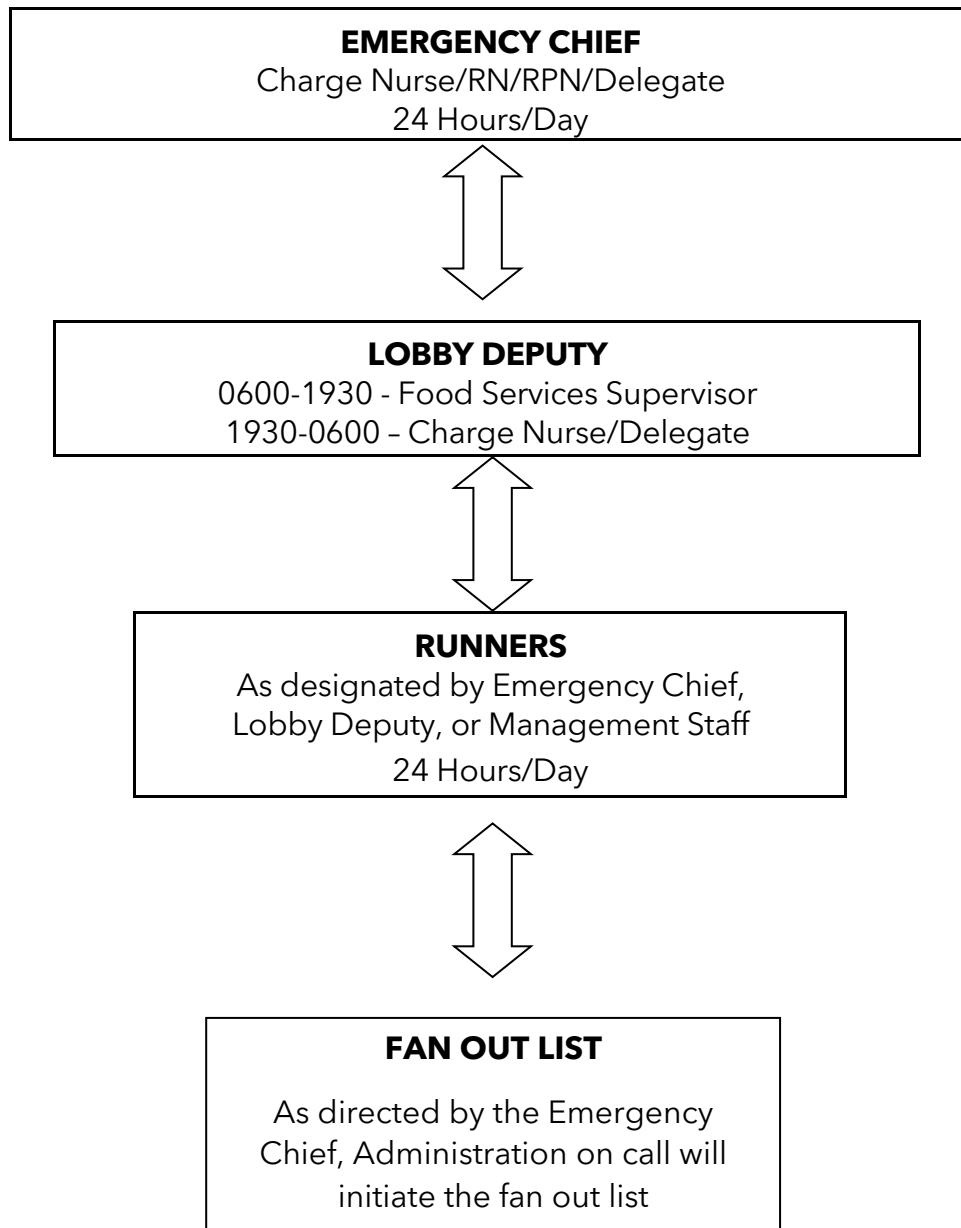 EMERGENCY CHIEF
Charge Nurse/RN/RPN/Delegate
24 Hours/Day
LOBBY DEPUTY
0600-1930 - Food Services Supervisor
1930-0600 – Charge Nurse/Delegate
RUNNERS
As designated by Emergency Chief,
Lobby Deputy, or Management Staff
24 Hours/Day
FAN OUT LIST
As directed by the Emergency
Chief, Administration on call will
initiate the fan out list